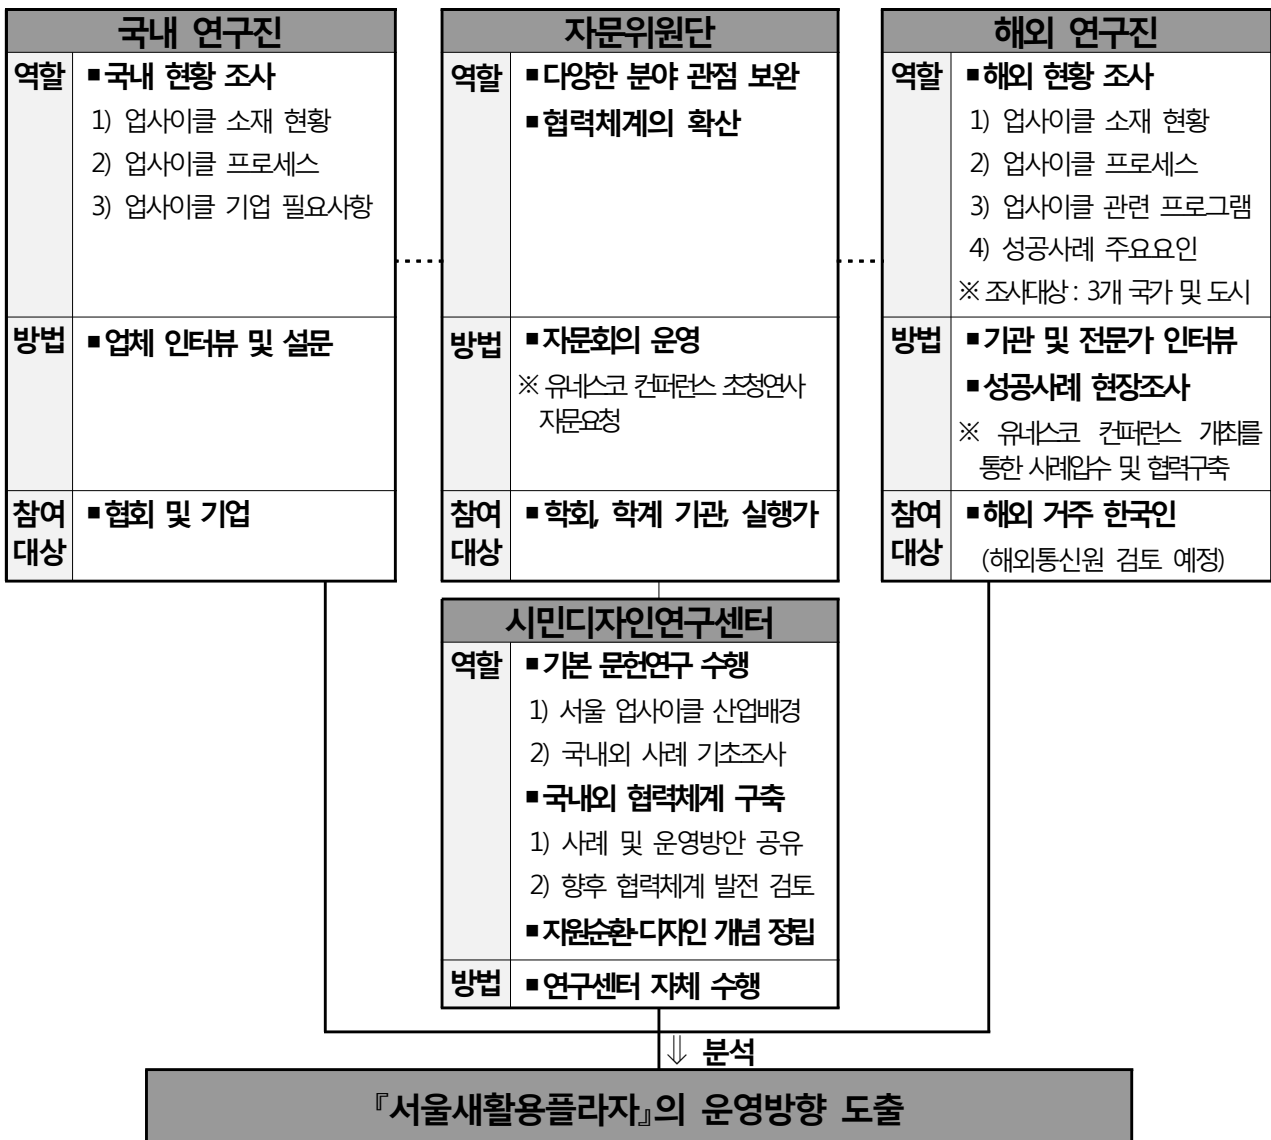 국내 연구진
역할
▪국내 현황 조사
1) 업사이클 소재 현황
2) 업사이클 프로세스
3) 업사이클 기업 필요사항
방법
▪업체 인터뷰 및 설문
참여
대상
▪협회 및 기업
자문위원단
역할
▪다양한 분야 관점 보완
▪협력체계의 확산
방법
▪자문회의 운영
※ 유네스코 컨퍼런스 초청연사
자문요청
참여
대상
▪학회, 학계 기관, 실행가
해외 연구진
역할
▪해외 현황 조사
1) 업사이클 소재 현황
2) 업사이클 프로세스
3) 업사이클 관련 프로그램
4) 성공사례 주요요인
※ 조사대상 : 3개 국가 및 도시
방법
▪기관 및 전문가 인터뷰
▪성공사례 현장조사
※ 유네스코 컨퍼런스 개최를
통한 사례입수 및 협력구축
참여
대상
▪해외 거주 한국인
(해외통신원 검토 예정)
시민디자인연구센터
역할
▪기본 문헌연구 수행
1) 서울 업사이클 산업배경
2) 국내외 사례 기초조사
▪국내외 협력체계 구축
1) 사례 및 운영방안 공유
2) 향후 협력체계 발전 검토
▪자원순환-디자인 개념 정립
방법
▪연구센터 자체 수행
⇓ 분석
『서울새활용플라자』의 운영방향 도출